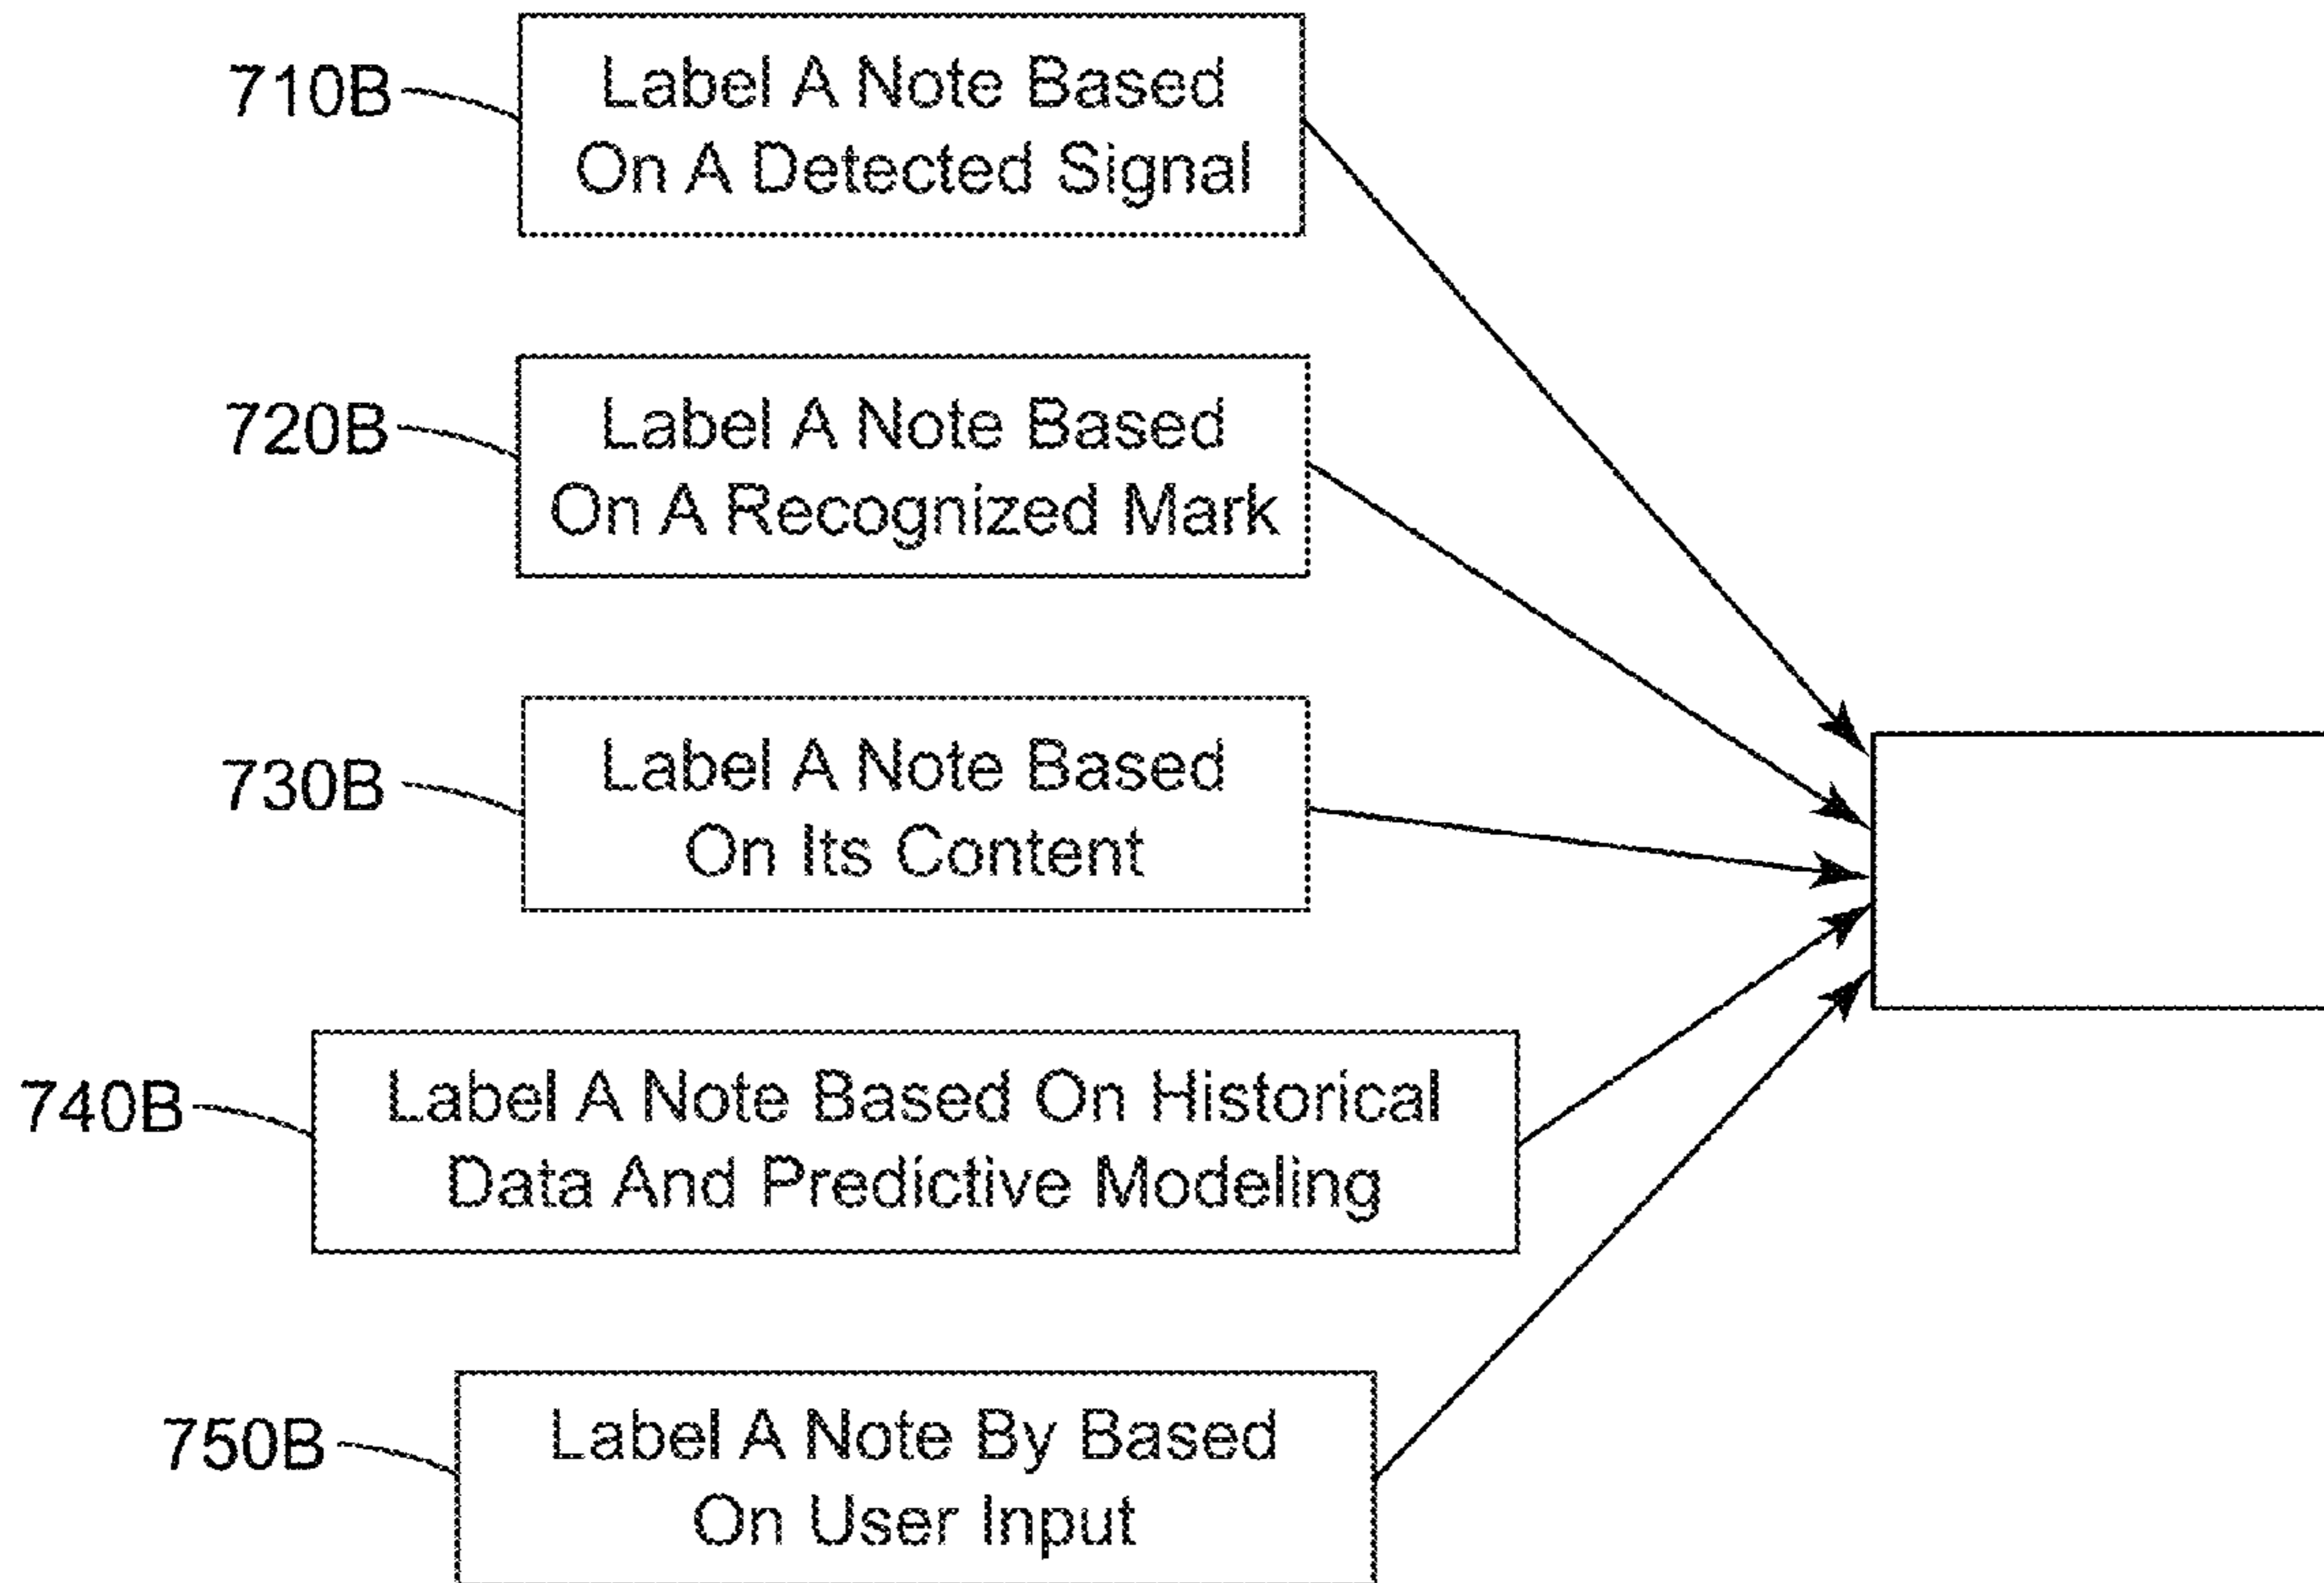 710B
Label A Note Based
On A Detected Signal
720B
Label A Note Based
On A Recognized Mark
730B
Label A Note Based
On Its Content
740B
Label A Note Based On Historical
Data And Predictive Modeling
750B
Label A Note By Based
On User Input